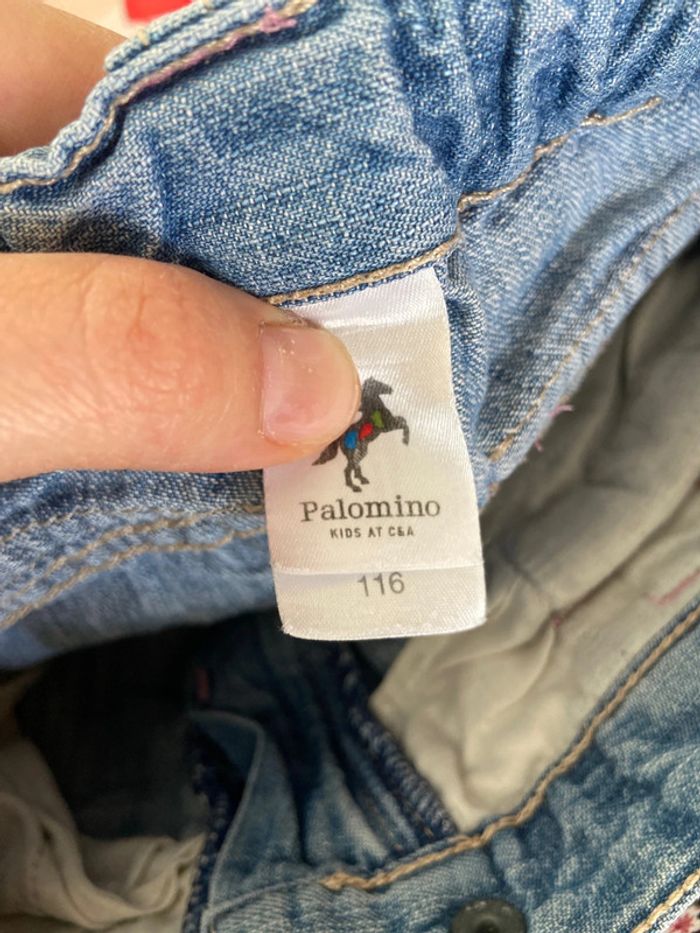 Palomino
KIDS AT C&A
116